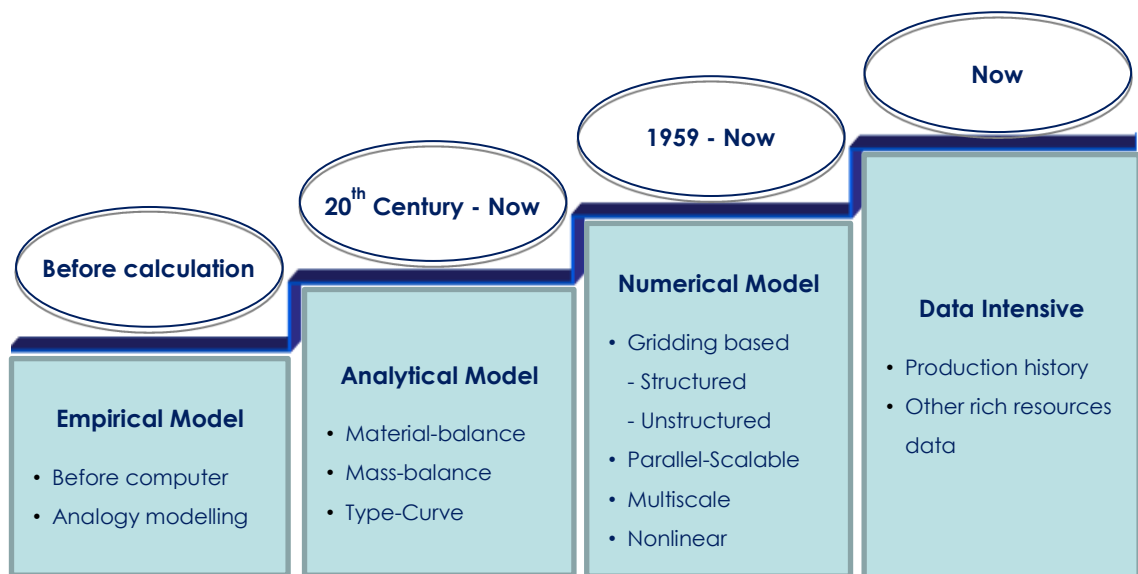 Before calculation
Empirical Model
• Before computer
• Analogy modelling
20th Century - Now
Analytical Model
• Material-balance
• Mass-balance
• Type-Curve
1959 - Now
Numerical Model
• Gridding based
- Structured
- Unstructured
• Parallel-Scalable
• Multiscale
• Nonlinear
Now
Data Intensive
• Production history
• Other rich resources
data